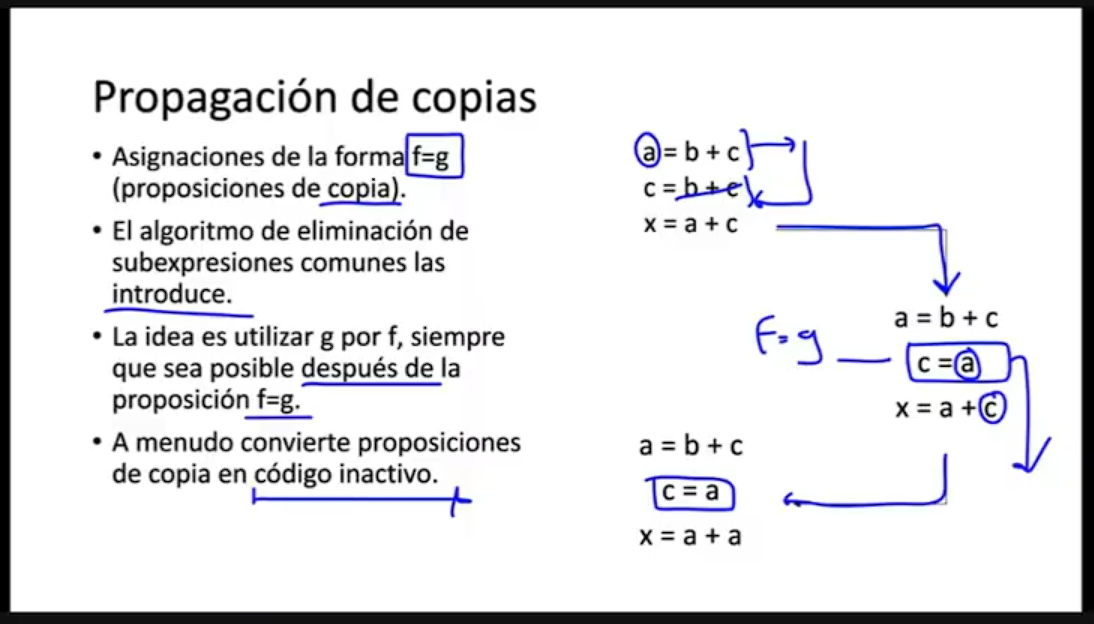 Propagación de copias
• Asignaciones de la forma f=g
(proposiciones de copia).
• El algoritmo de eliminación de
subexpresiones comunes las
introduce.
• La idea es utilizar g por f, siempre
que sea posible después de la
proposición f=g.
• A menudo convierte proposiciones
de copia en código inactivo.
a = b + c
c = b + c
x = a + c
F=g
a = b + c
c = a
x = a + c
a = b + c
c = a
x = a + a